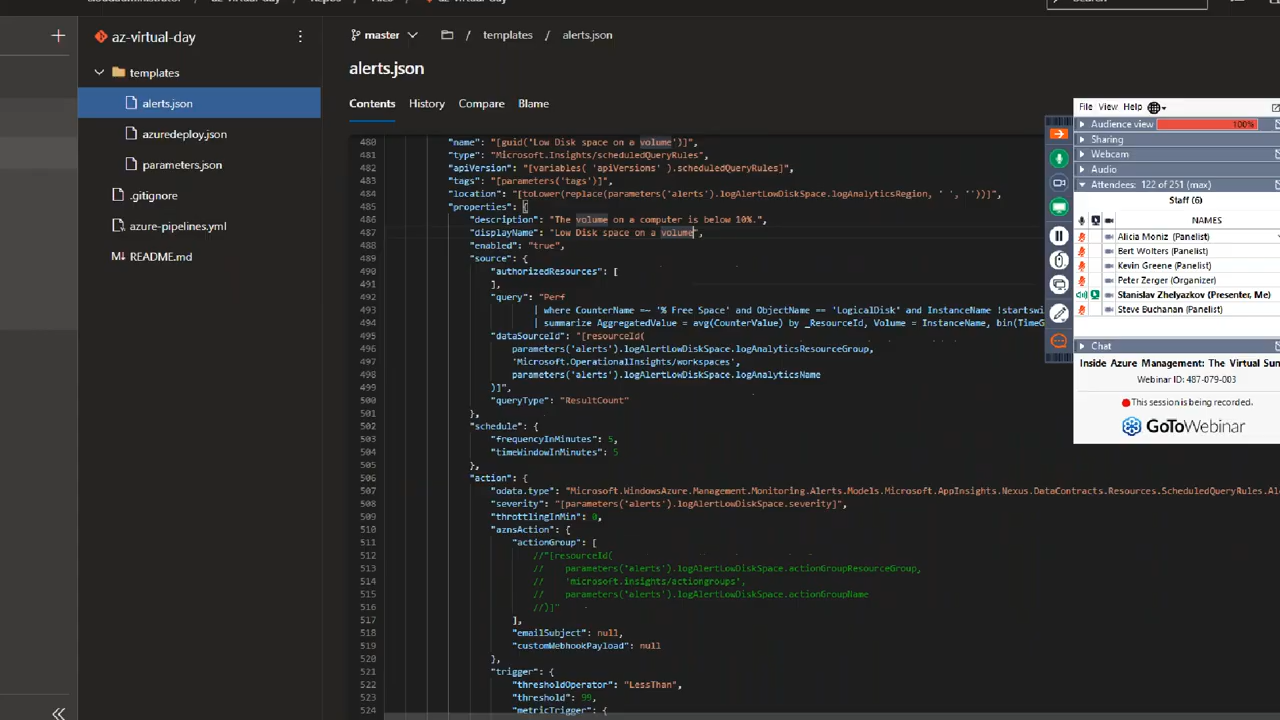 az-virtual-day
master
/ templates / alerts.json
templates
alerts.json
azuredeploy.json
parameters.json
.gitignore
azure-pipelines.yml
README.md
alerts.json
Contents
History
Compare
Blame
480 "name": "[guid('Low Disk space on a volume')]",
481 "type": "Microsoft.Insights/scheduledQueryRules",
482 "apiVersion": "[variables( 'apiVersions' ).scheduledQueryRules]",
483 "tags": "[parameters('tags')]",
484 "location": "[toLower(replace(parameters('alerts').logAlertLowDiskSpace.logAnalyticsRegion, ' ', ''))]",
485 "properties": {
486 "description": "The volume on a computer is below 10%.",
487 "displayName": "Low Disk space on a volume",
488 "enabled": "true",
489 "source": {
490 "authorizedResources": [
491 ],
492 "query": "Perf
493 | where CounterName =~ '% Free Space' and ObjectName == 'LogicalDisk' and InstanceName !startswi
494 | summarize AggregatedValue = avg(CounterValue) by _ResourceId, Volume = InstanceName, bin(TimeG
495 "dataSourceId": "[resourceId(
496 parameters('alerts').logAlertLowDiskSpace.logAnalyticsResourceGroup,
497 'Microsoft.OperationalInsights/workspaces',
498 parameters('alerts').logAlertLowDiskSpace.logAnalyticsName
499 )]",
500 "queryType": "ResultCount"
501 },
502 "schedule": {
503 "frequencyInMinutes": 5,
504 "timeWindowInMinutes": 5
505 },
506 "action": {
507 "odata.type": "Microsoft.WindowsAzure.Management.Monitoring.Alerts.Models.Microsoft.AppInsights.Nexus.DataContracts.Resources.ScheduledQueryRules.Al
508 "severity": "[parameters('alerts').logAlertLowDiskSpace.severity]",
509 "throttlingInMin": 0,
510 "aznsAction": {
511 "actionGroup": [
512 //"[resourceId(
513 // parameters('alerts').logAlertLowDiskSpace.actionGroupResourceGroup,
514 // 'microsoft.insights/actiongroups',
515 // parameters('alerts').logAlertLowDiskSpace.actionGroupName
516 //)]"
517 ],
518 "emailSubject": null,
519 "customWebhookPayload": null
520 },
521 "trigger": {
522 "thresholdOperator": "LessThan",
523 "threshold": 99,
524 "metricTrigger": {
File View Help
Audience view 100%
Sharing
Webcam
Audio
Attendees: 122 of 251 (max)
Staff (6)
NAMES
Alicia Moniz (Panelist)
Bert Wolters (Panelist)
Kevin Greene (Panelist)
Peter Zerger (Organizer)
Stanislav Zhelyazkov (Presenter, Me)
Steve Buchanan (Panelist)
Chat
Inside Azure Management: The Virtual Sum
Webinar ID: 487-079-003
This session is being recorded.
GoToWebinar